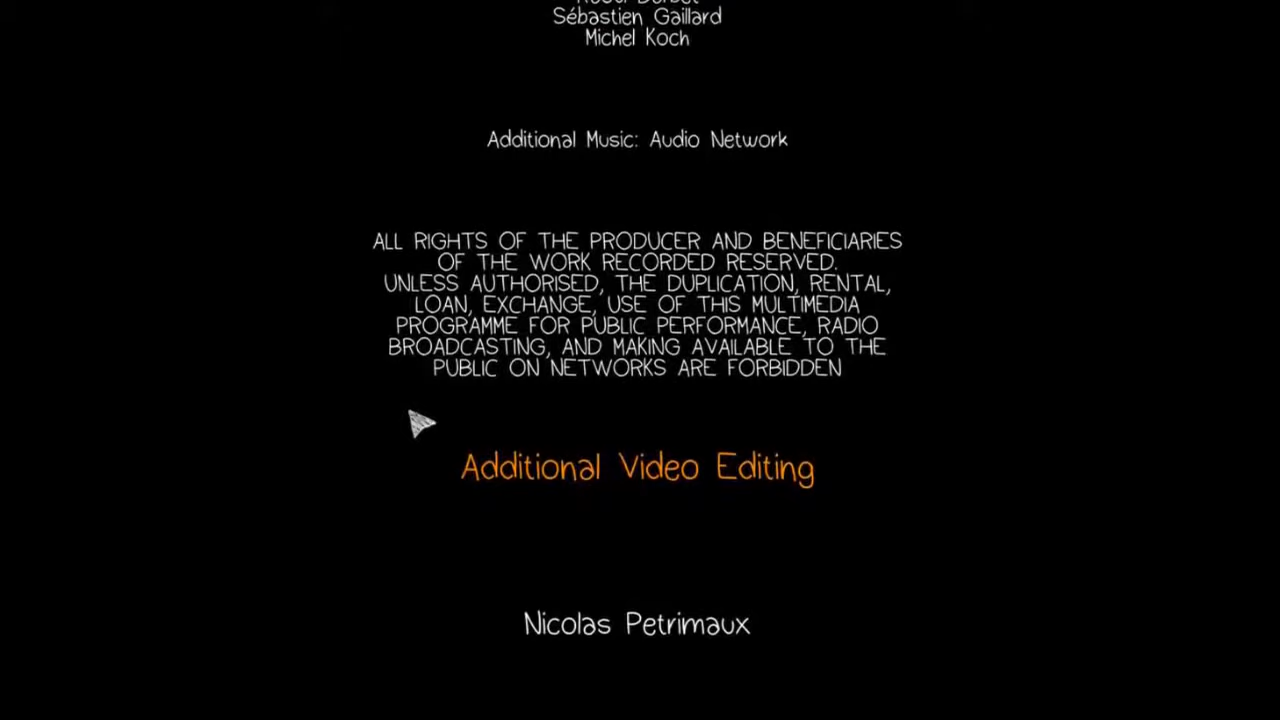 Sébastien Gaillard
Michel Koch
Additional Music: Audio Network
ALL RIGHTS OF THE PRODUCER AND BENEFICIARIES
OF THE WORK RECORDED RESERVED.
UNLESS AUTHORISED, THE DUPLICATION, RENTAL,
LOAN, EXCHANGE, USE OF THIS MULTIMEDIA
PROGRAMME FOR PUBLIC PERFORMANCE, RADIO
BROADCASTING, AND MAKING AVAILABLE TO THE
PUBLIC ON NETWORKS ARE FORBIDDEN
Additional Video Editing
Nicolas Petrimaux